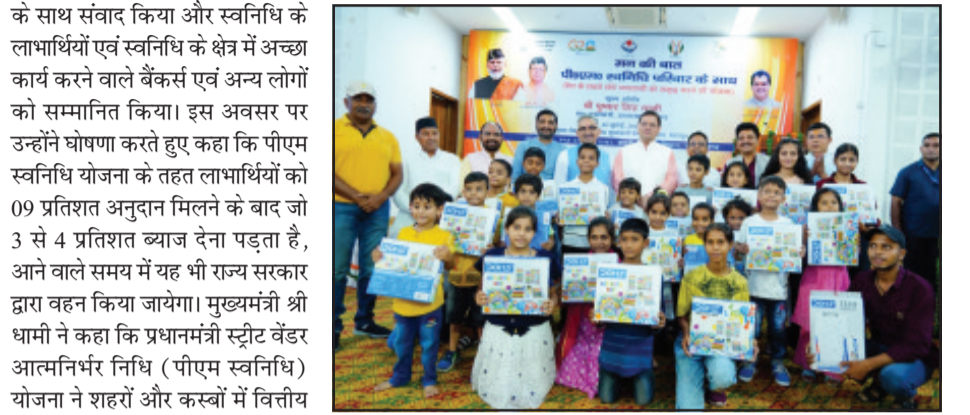 के साथ संवाद किया और स्वनिधि के
लाभार्थियों एवं स्वनिधि के क्षेत्र में अच्छा
कार्य करने वाले बैंकर्स एवं अन्य लोगों
को सम्मानित किया। इस अवसर पर
उन्होंने घोषणा करते हुए कहा कि पीएम
स्वनिधि योजना के तहत लाभार्थियों को
09 प्रतिशत अनुदान मिलने के बाद जो
3 से 4 प्रतिशत ब्याज देना पड़ता है,
आने वाले समय में यह भी राज्य सरकार
द्वारा वहन किया जायेगा। मुख्यमंत्री श्री
धामी ने कहा कि प्रधानमंत्री स्ट्रीट वेंडर
आत्मनिर्भर निधि (पीएम स्वनिधि)
योजना ने शहरों और कस्बों में वित्तीय
मन की बात
पीएम० स्वनिधि परिवार के साथ